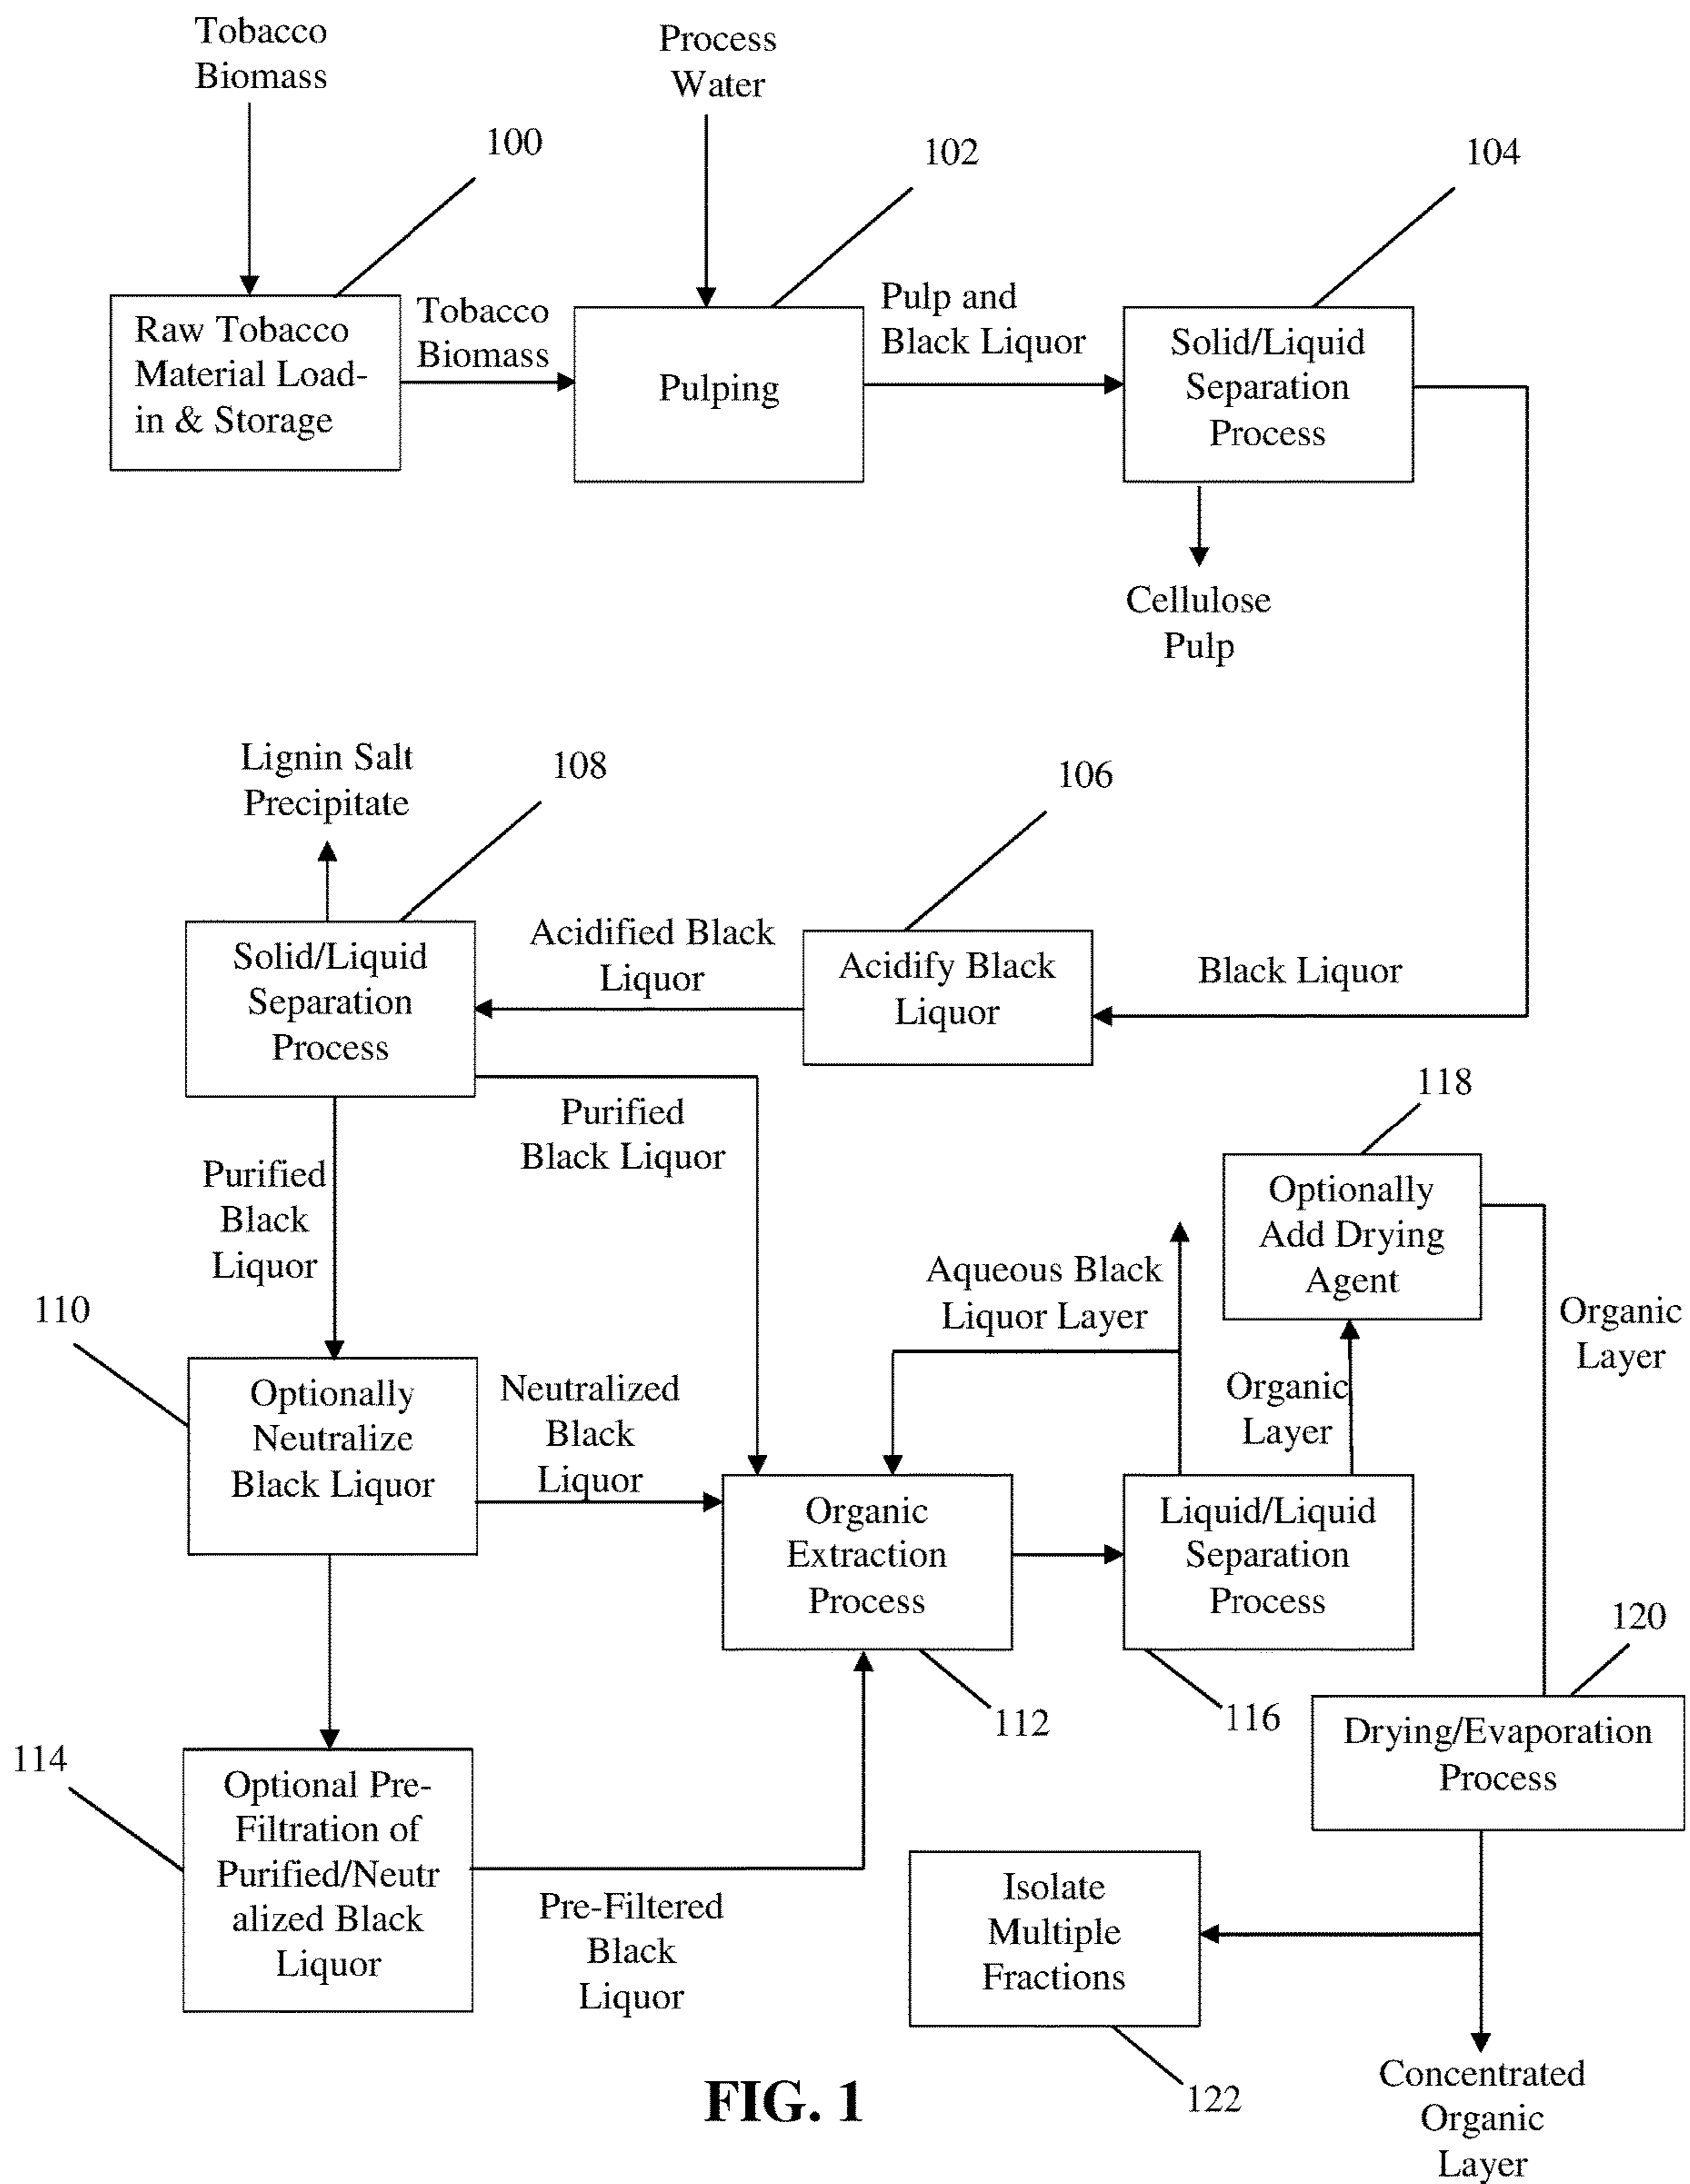 Tobacco
Biomass
Process
Water
100
102
104
Raw Tobacco
Material Load-
in & Storage
Tobacco
Biomass
Pulping
Pulp and
Black Liquor
Solid/Liquid
Separation
Process
Cellulose
Pulp
Lignin Salt
Precipitate
108
106
Solid/Liquid
Separation
Process
Acidified Black
Liquor
Acidify Black
Liquor
Black Liquor
Purified
Black Liquor
Purified
Black
Liquor
118
Optionally
Add Drying
Agent
Aqueous Black
Liquor Layer
Organic
Layer
Organic
Layer
110
Optionally
Neutralize
Black Liquor
Neutralized
Black
Liquor
Organic
Extraction
Process
Liquid/Liquid
Separation
Process
112
116
120
Drying/Evaporation
Process
114
Optional Pre-
Filtration of
Purified/Neutr
alized Black
Liquor
Pre-Filtered
Black
Liquor
Isolate
Multiple
Fractions
122
Concentrated
Organic
Layer
FIG. 1